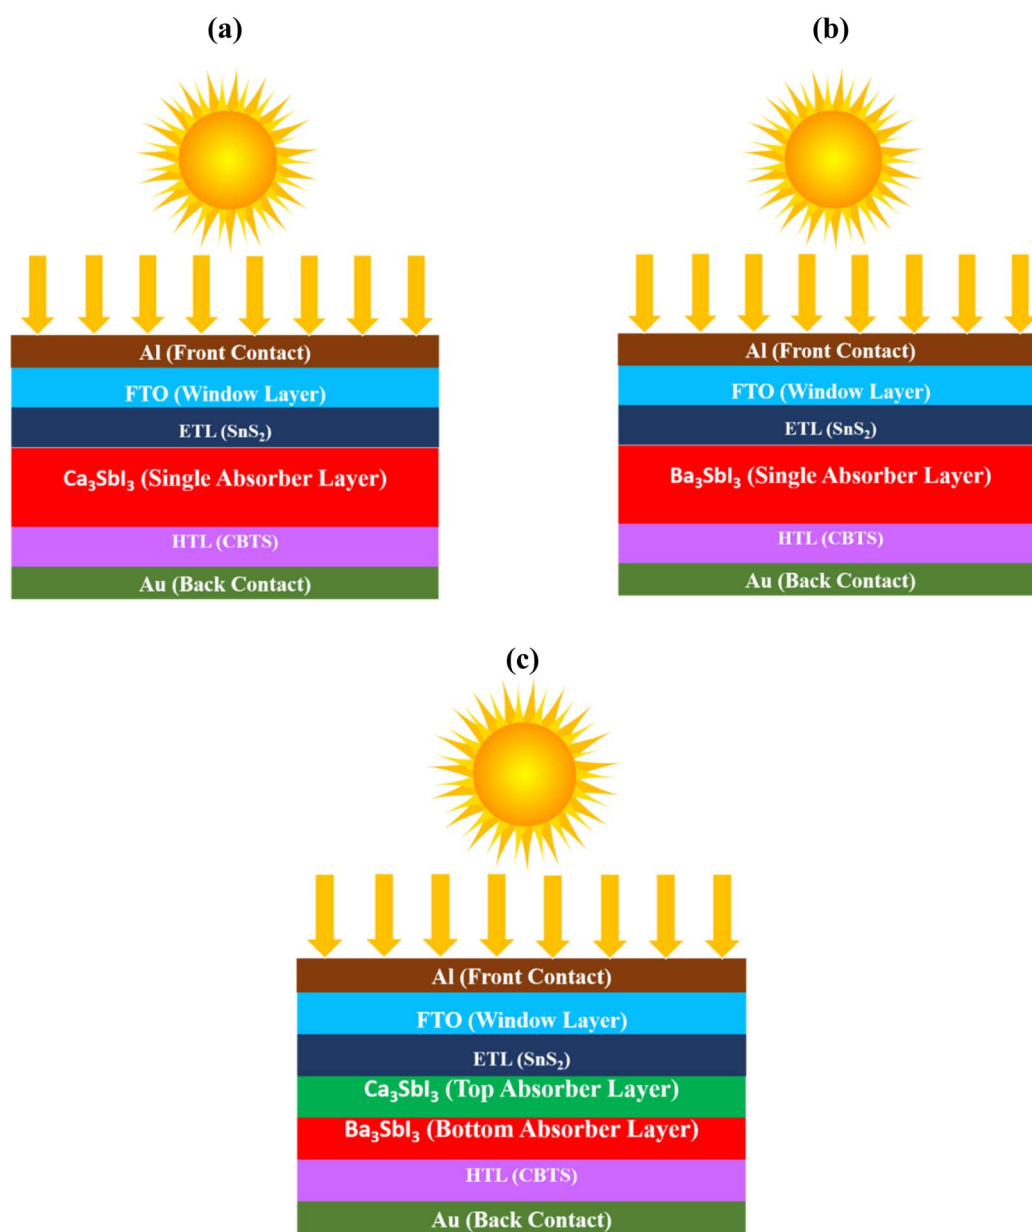 (a)
Al (Front Contact)
FTO (Window Layer)
ETL (SnS₂)
Ca₃SbI₃ (Single Absorber Layer)
HTL (CBTS)
Au (Back Contact)
(b)
Al (Front Contact)
FTO (Window Layer)
ETL (SnS₂)
Ba₃SbI₃ (Single Absorber Layer)
HTL (CBTS)
Au (Back Contact)
(c)
Al (Front Contact)
FTO (Window Layer)
ETL (SnS₂)
Ca₃SbI₃ (Top Absorber Layer)
Ba₃SbI₃ (Bottom Absorber Layer)
HTL (CBTS)
Au (Back Contact)